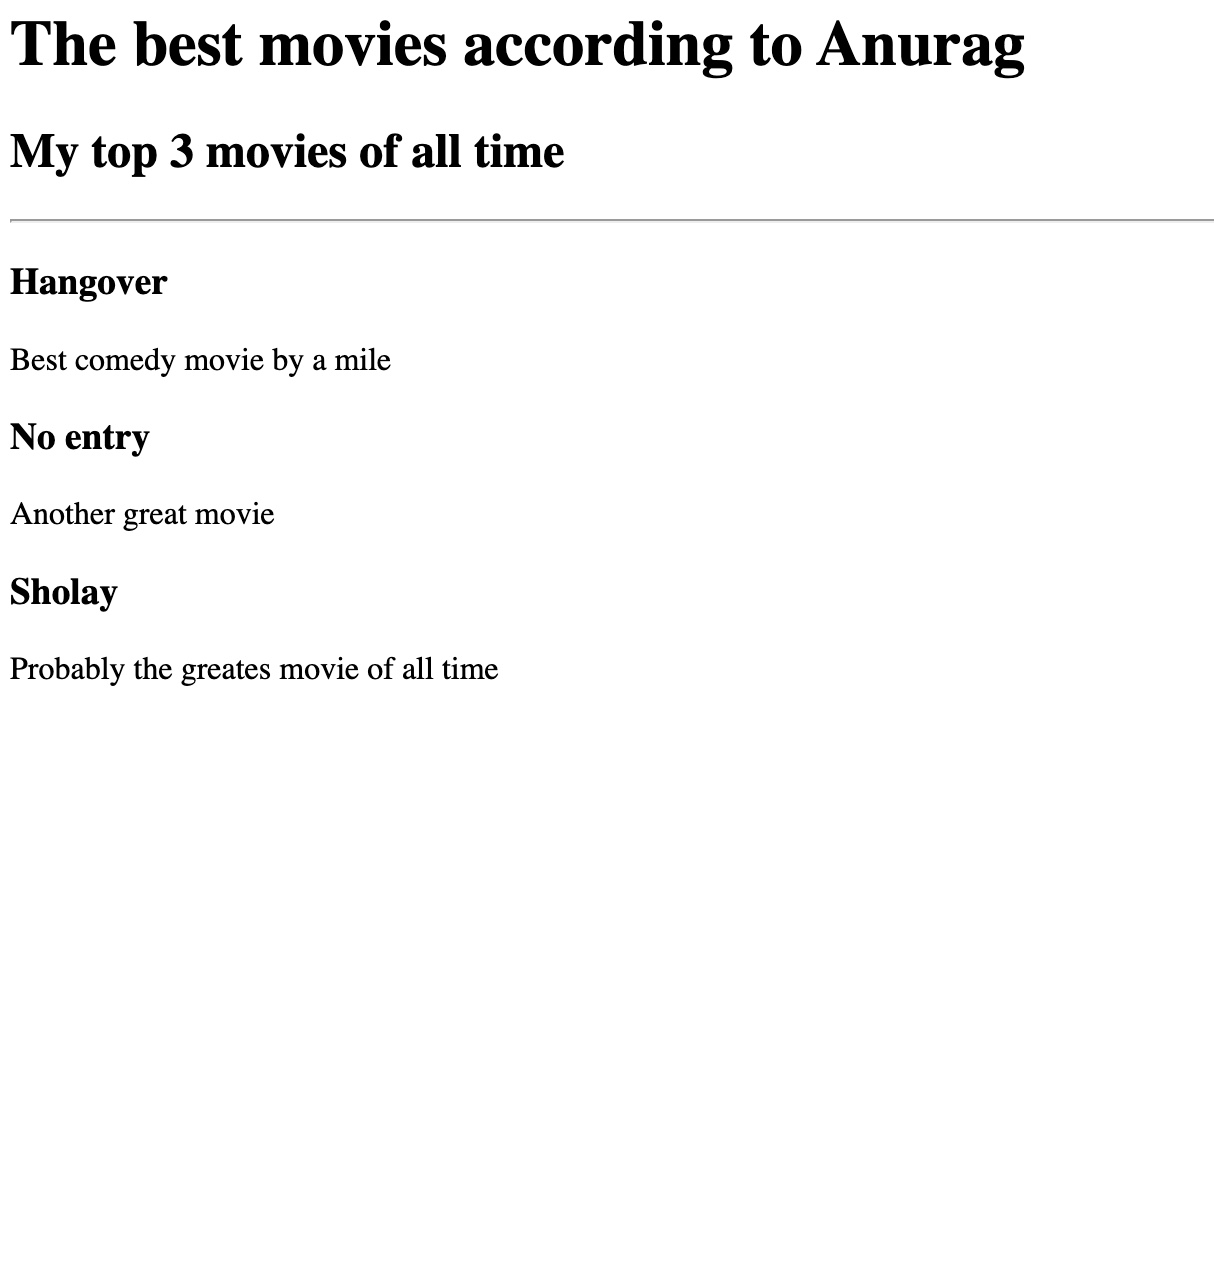 The best movies according to Anurag
My top 3 movies of all time
Hangover
Best comedy movie by a mile
No entry
Another great movie
Sholay
Probably the greates movie of all time